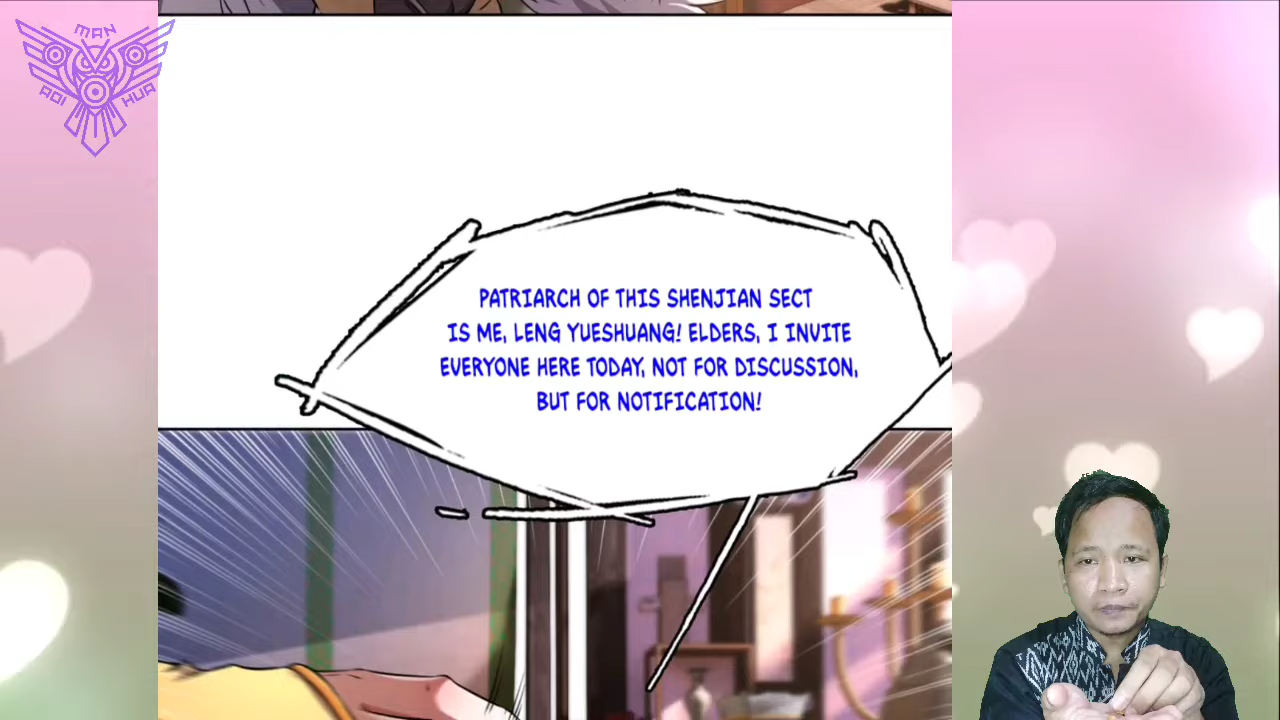 MAN
AOI HUA
PATRIARCH OF THIS SHENJIAN SECT
IS ME, LENG YUESHUANG! ELDERS, I INVITE
EVERYONE HERE TODAY, NOT FOR DISCUSSION,
BUT FOR NOTIFICATION!